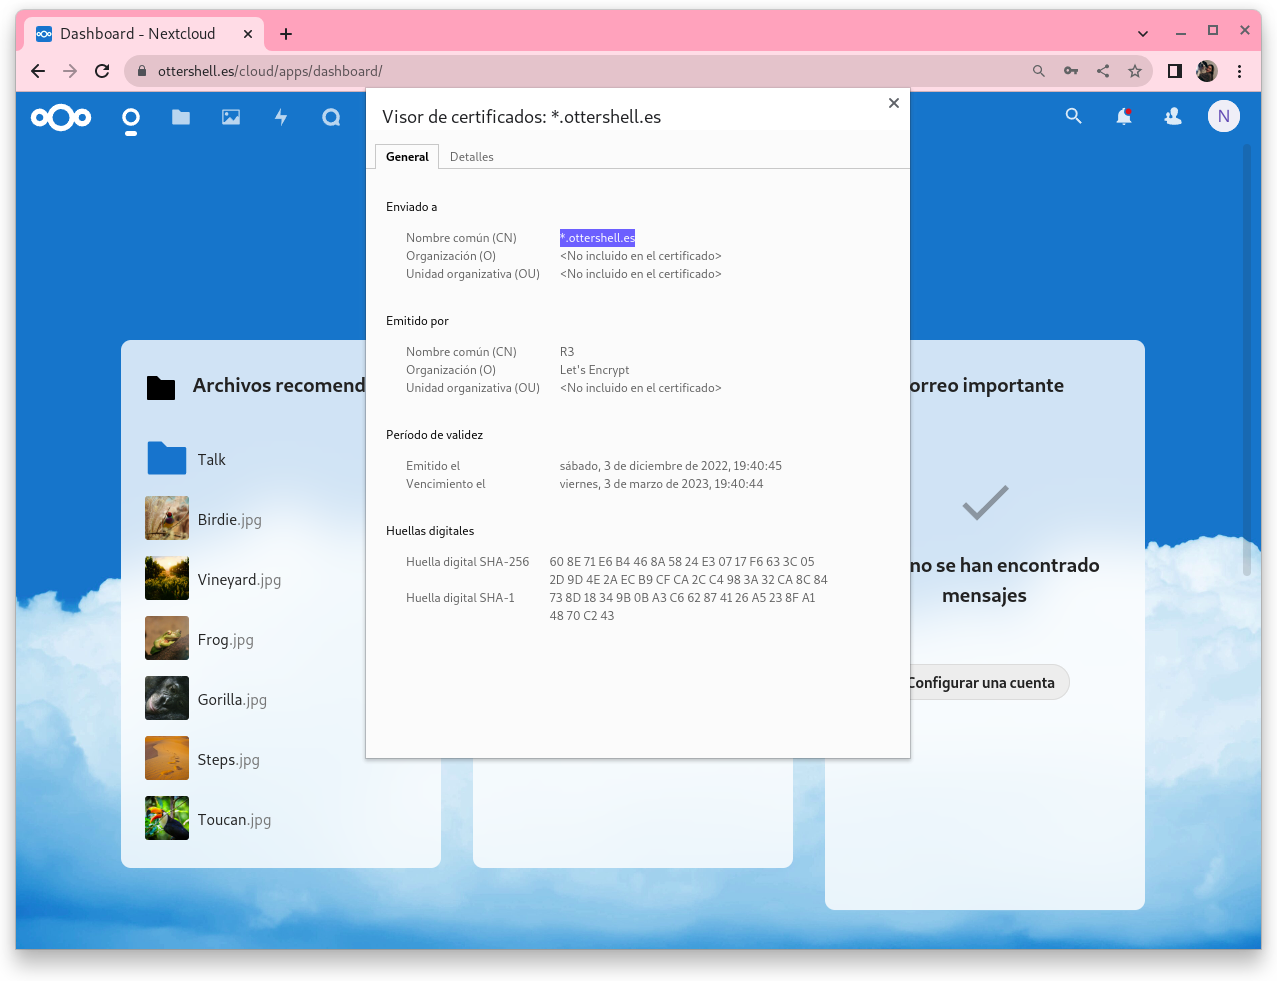 Dashboard - Nextcloud
ottershell.es/cloud/apps/dashboard/
N
Visor de certificados: *.ottershell.es
General Detalles
Enviado a
Nombre común (CN) *.ottershell.es
Organización (O) <No incluido en el certificado>
Unidad organizativa (OU) <No incluido en el certificado>
Emitido por
Nombre común (CN) R3
Organización (O) Let's Encrypt
Unidad organizativa (OU) <No incluido en el certificado>
Período de validez
Emitido el sábado, 3 de diciembre de 2022, 19:40:45
Vencimiento el viernes, 3 de marzo de 2023, 19:40:44
Huellas digitales
Huella digital SHA-256 60 8E 71 E6 B4 46 8A 58 24 E3 07 17 F6 63 3C 05
2D 9D 4E 2A EC B9 CF CA 2C C4 98 3A 32 CA 8C 84
Huella digital SHA-1 73 8D 18 34 9B 0B A3 C6 62 87 41 26 A5 23 8F A1
48 70 C2 43
Archivos recomend
Talk
Birdie.jpg
Vineyard.jpg
Frog.jpg
Gorilla.jpg
Steps.jpg
Toucan.jpg
orreo importante
no se han encontrado
mensajes
Configurar una cuenta